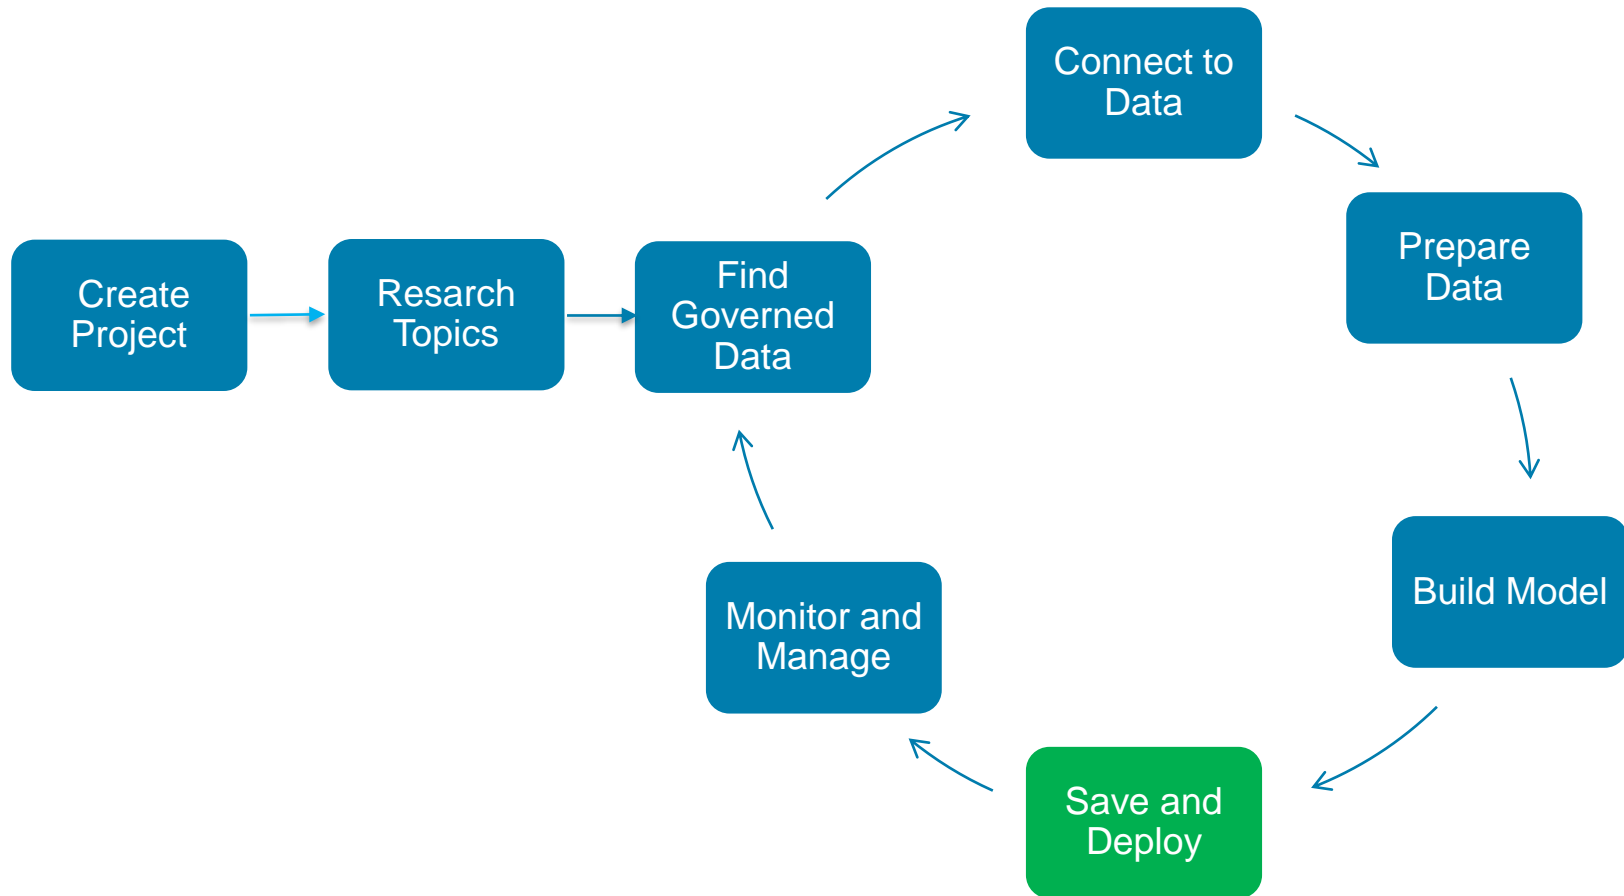 Create
Project
Resarch
Topics
Find
Governed
Data
Connect to
Data
Prepare
Data
Build Model
Save and
Deploy
Monitor and
Manage